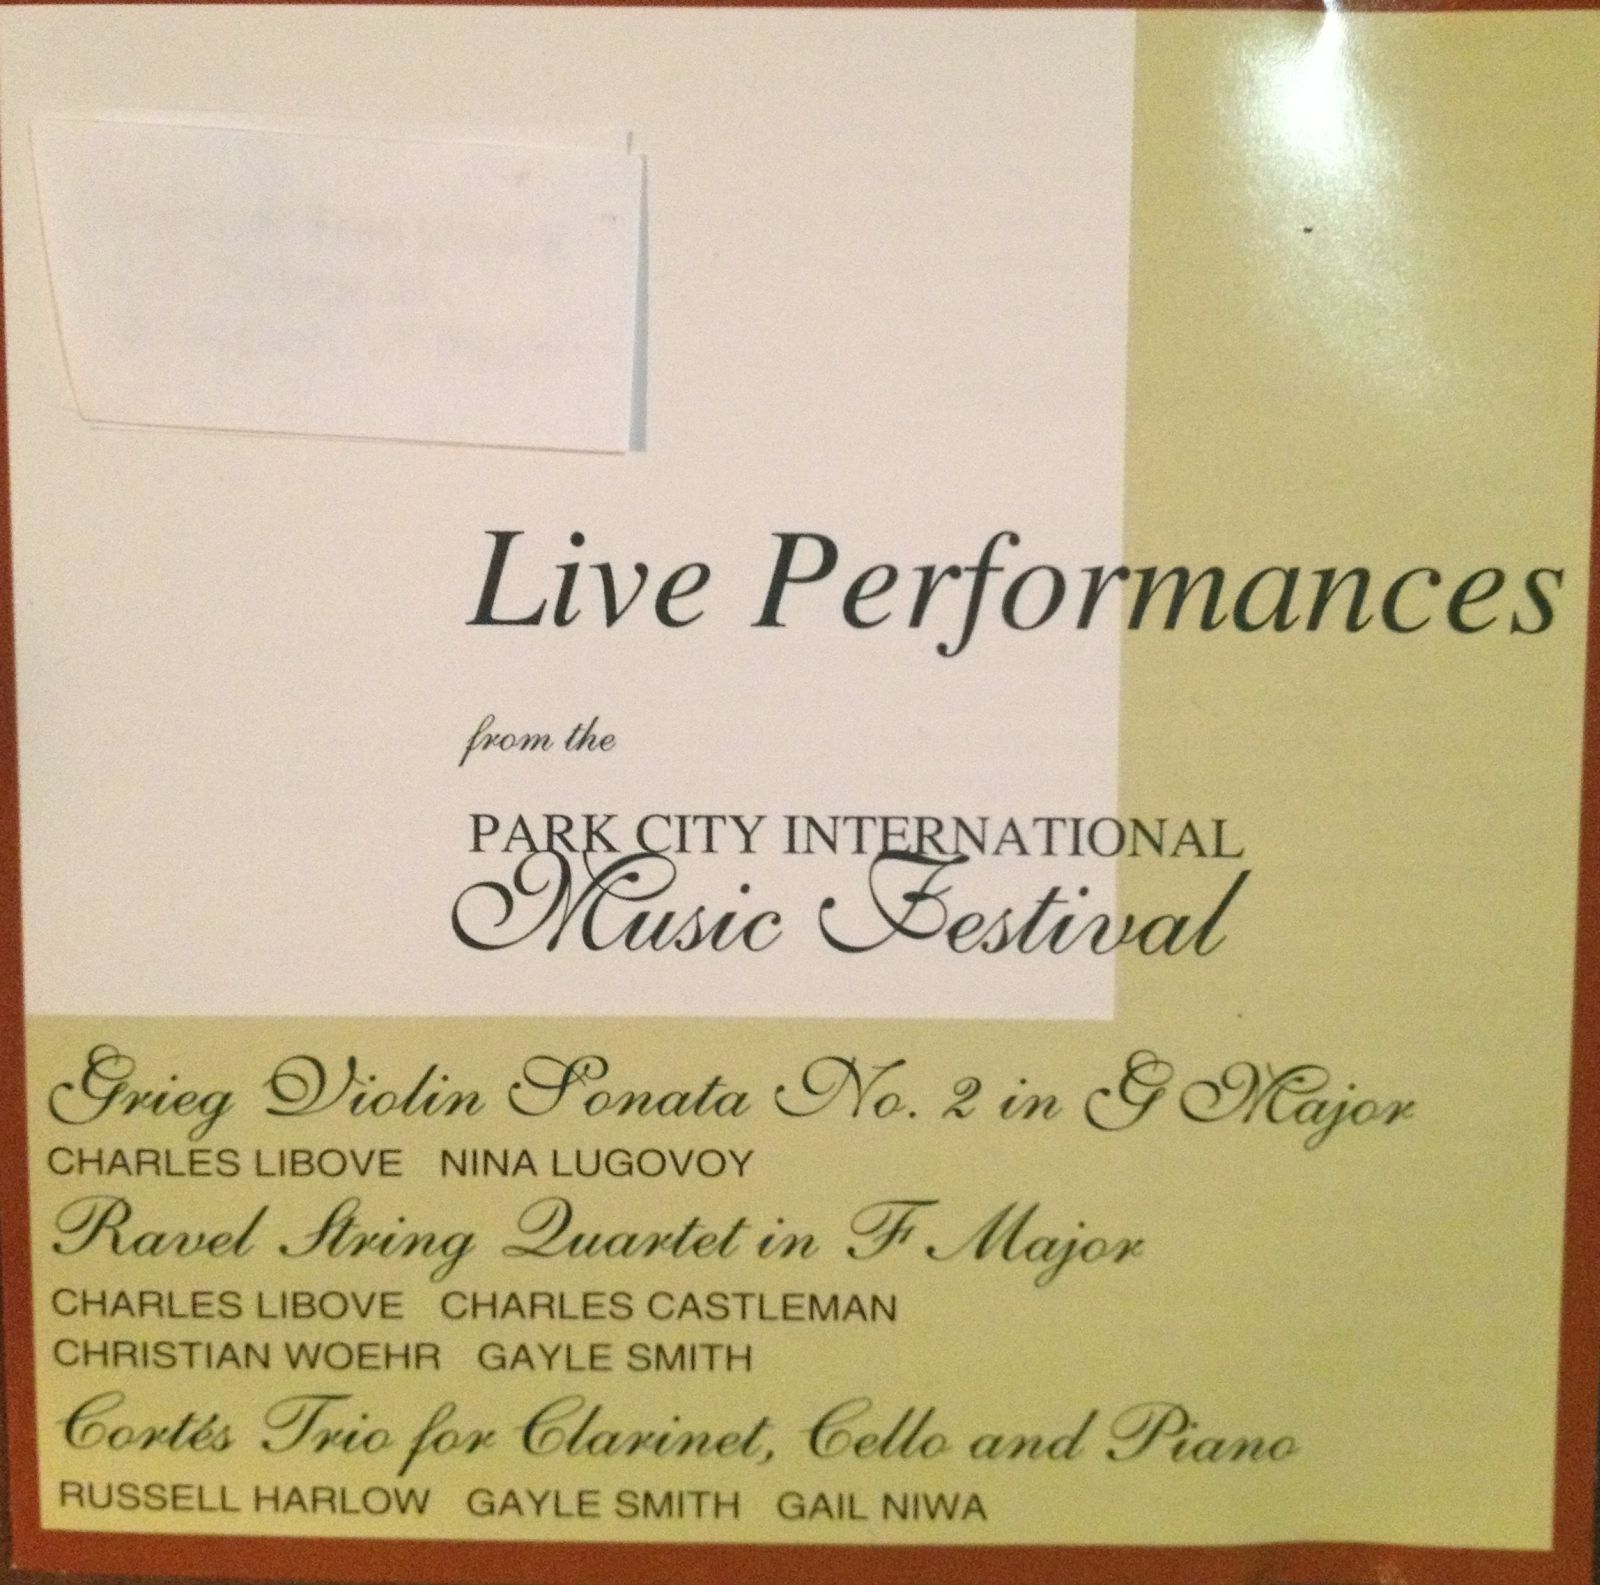 Live Performances
from the
PARK CITY INTERNATIONAL
Music Festival
Grieg Violin Sonata No. 2 in G Major
CHARLES LIBOVE NINA LUGOVOY
Ravel String Quartet in F Major
CHARLES LIBOVE CHARLES CASTLEMAN
CHRISTIAN WOEHR GAYLE SMITH
Cortés Trio for Clarinet, Cello and Piano
RUSSELL HARLOW GAYLE SMITH GAIL NIWA